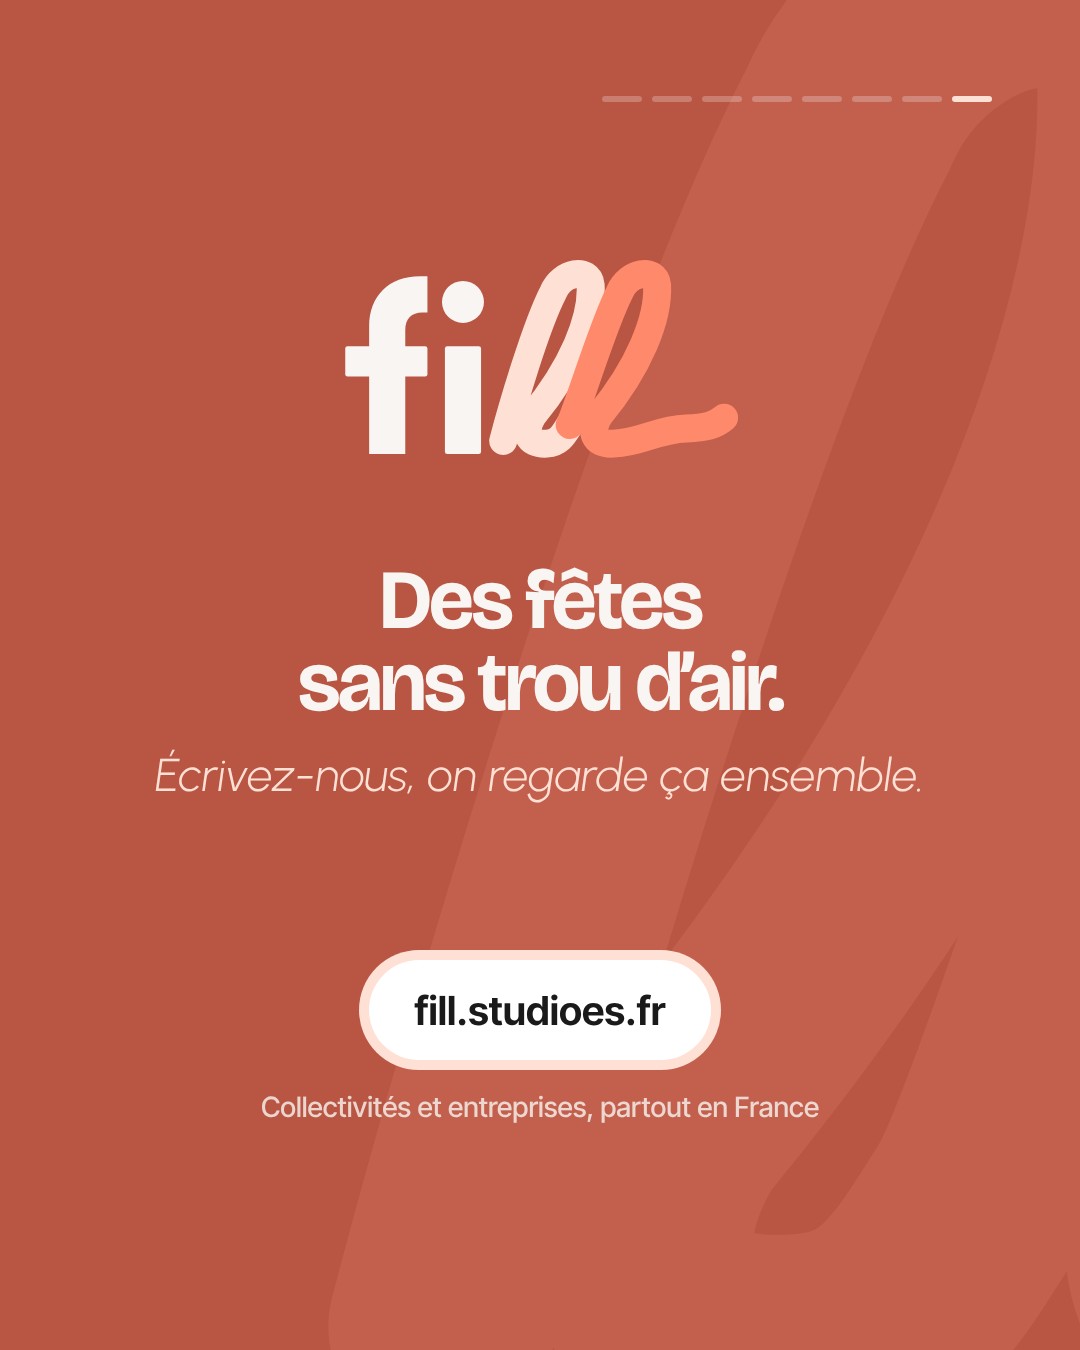 fill
Des fêtes
sans trou d’air.
Écrivez-nous, on regarde ça ensemble.
fill.studioes.fr
Collectivités et entreprises, partout en France